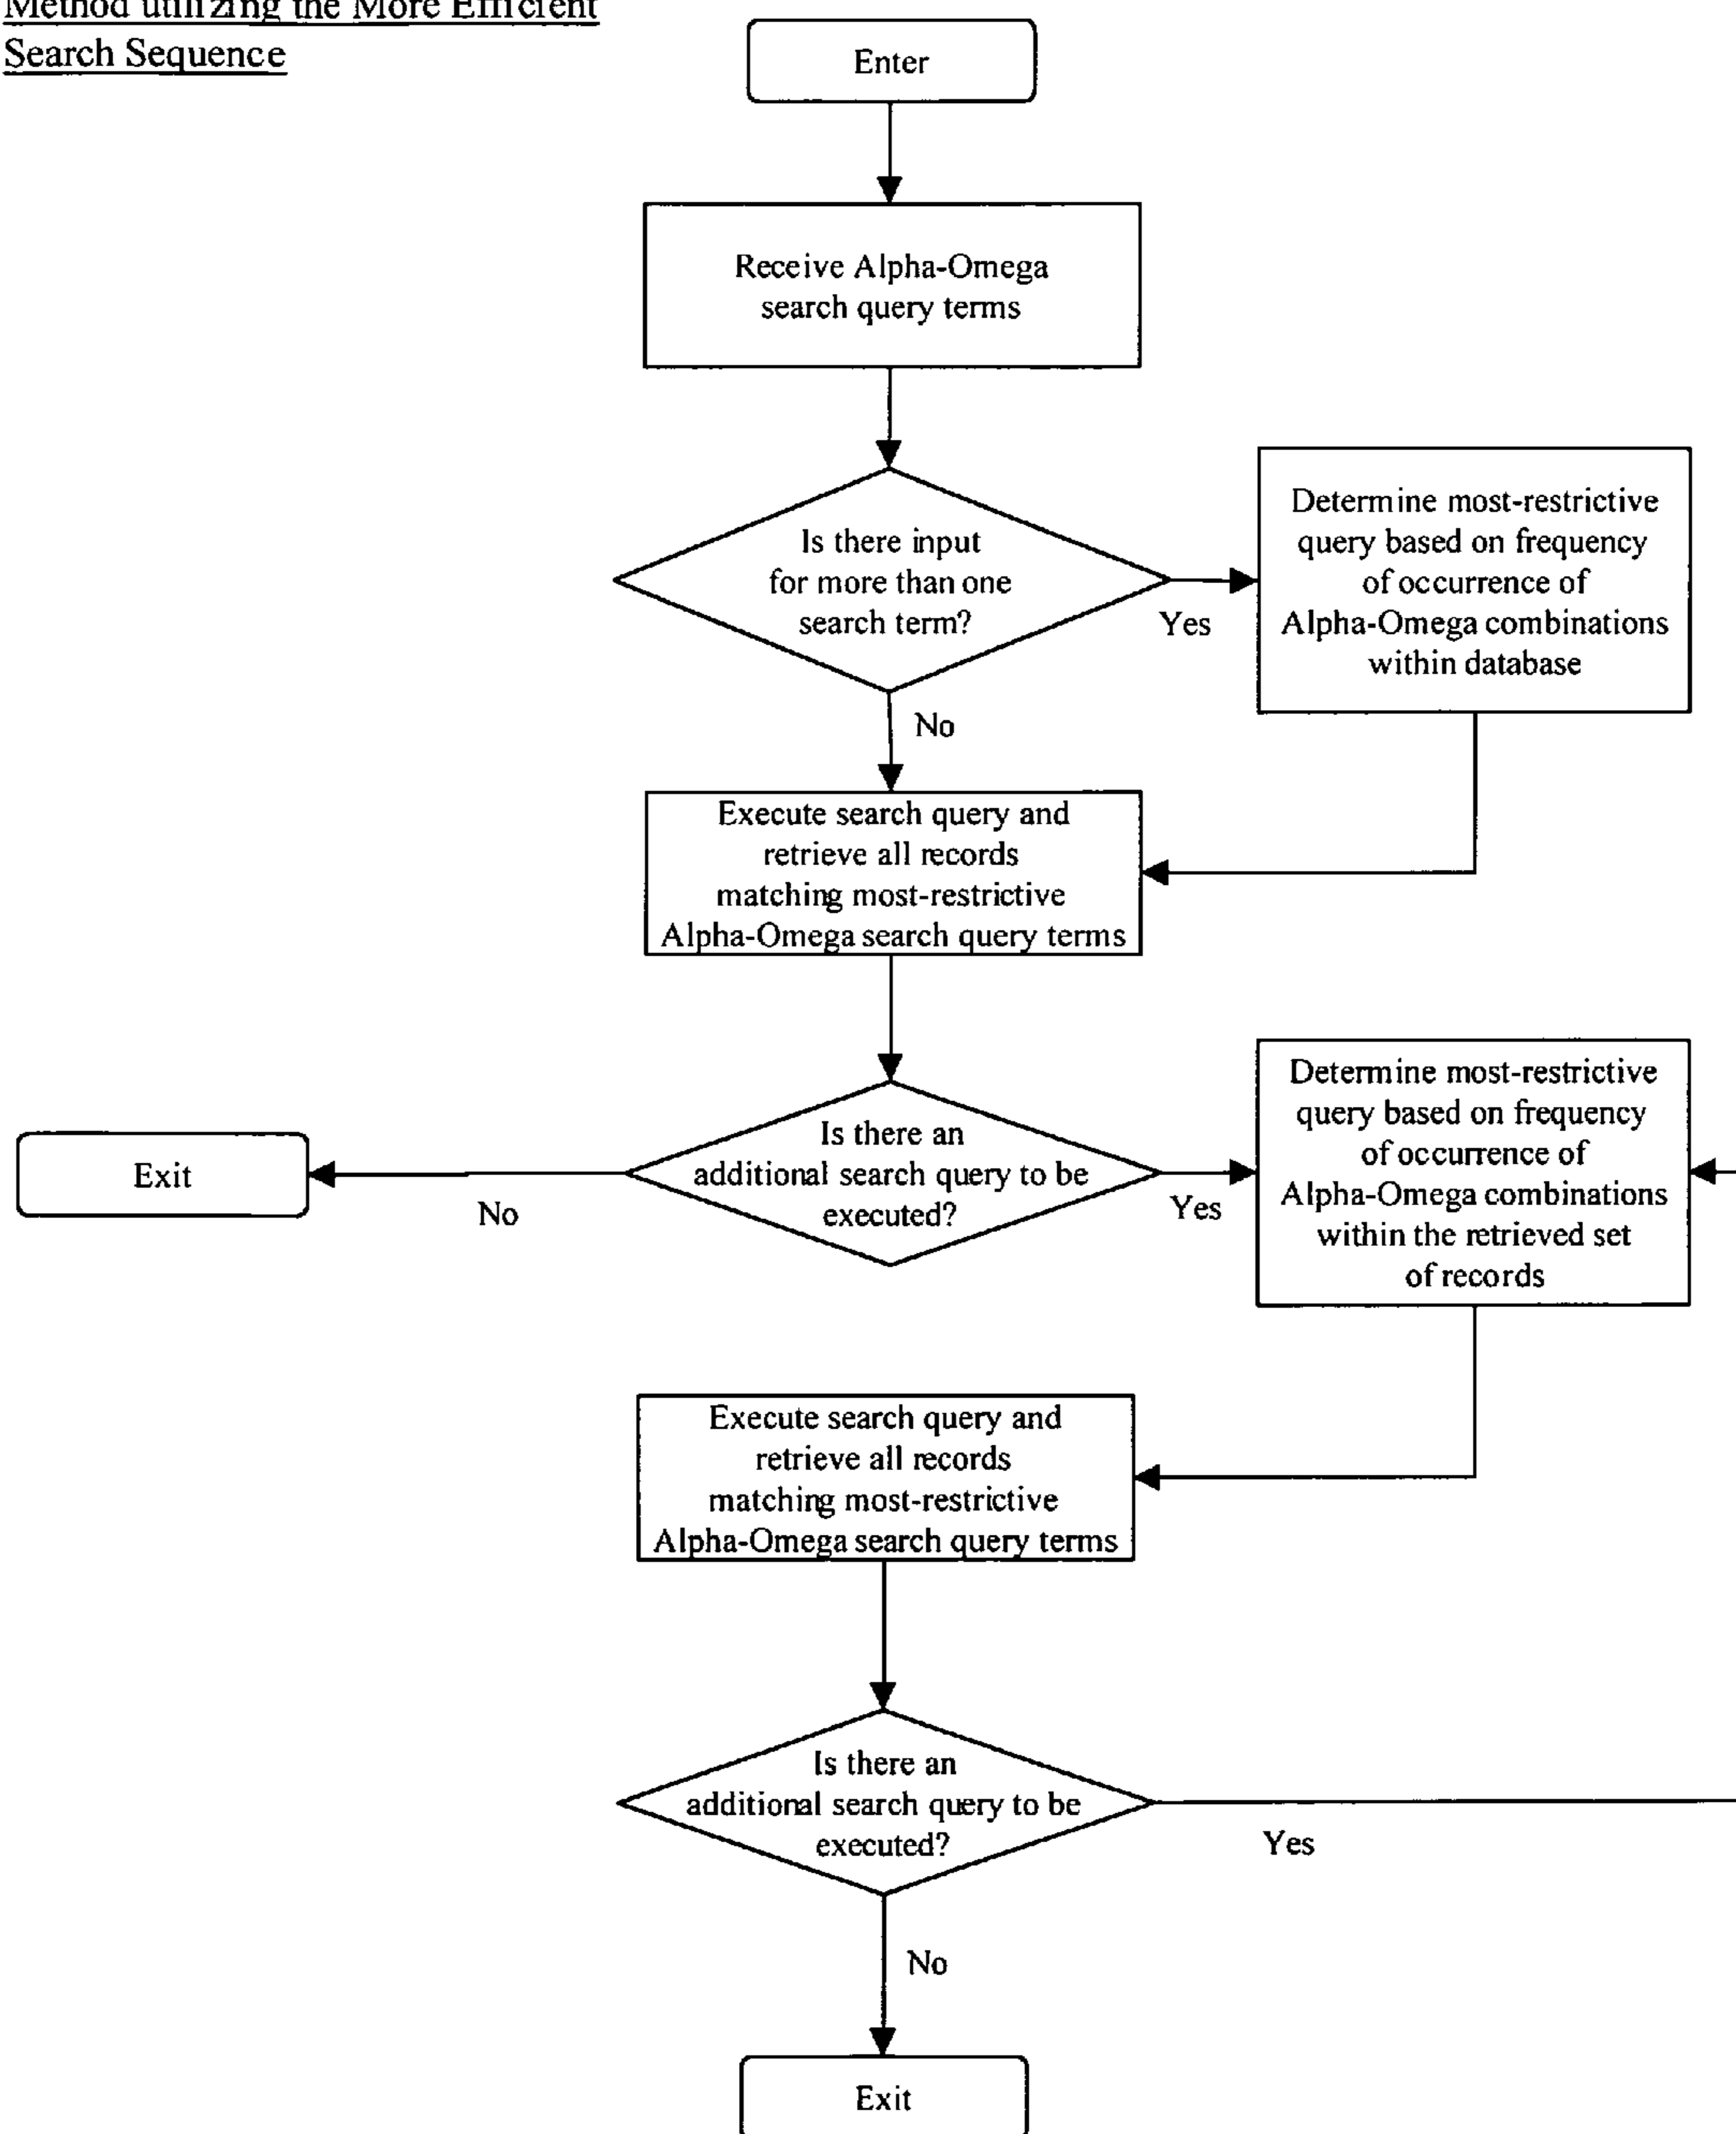 Method utilizing the More Efficient
Search Sequence
Enter
Receive Alpha-Omega
search query terms
Is there input
for more than one
search term?
Yes
Determine most-restrictive
query based on frequency
of occurrence of
Alpha-Omega combinations
within database
No
Execute search query and
retrieve all records
matching most-restrictive
Alpha-Omega search query terms
Exit
No
Is there an
additional search query to be
executed?
Yes
Determine most-restrictive
query based on frequency
of occurrence of
Alpha-Omega combinations
within the retrieved set
of records
Execute search query and
retrieve all records
matching most-restrictive
Alpha-Omega search query terms
Is there an
additional search query to be
executed?
Yes
No
Exit